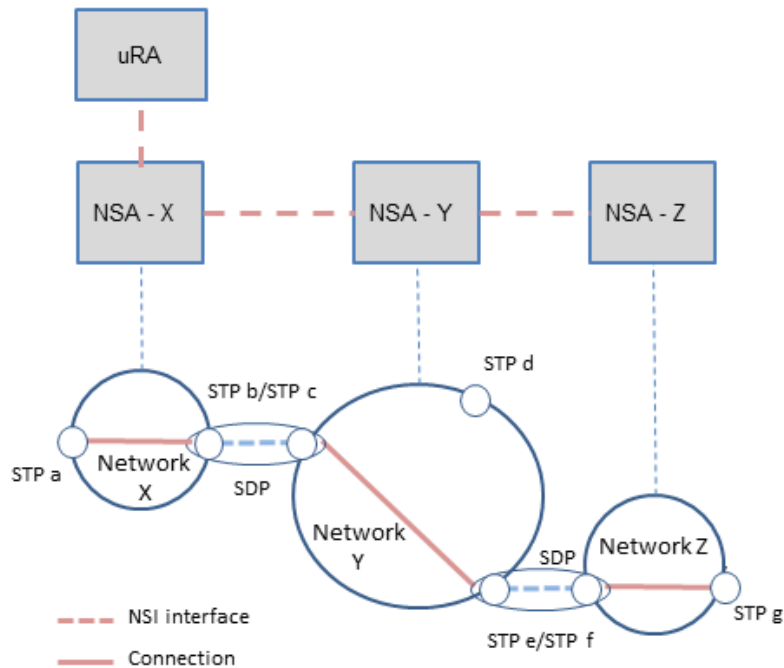 uRA
NSA - X
NSA - Y
NSA - Z
STP d
STP b/STP c
STP a
Network
X
SDP
Network
Y
SDP
Network Z
STP g
STP e/STP f
NSI interface
Connection